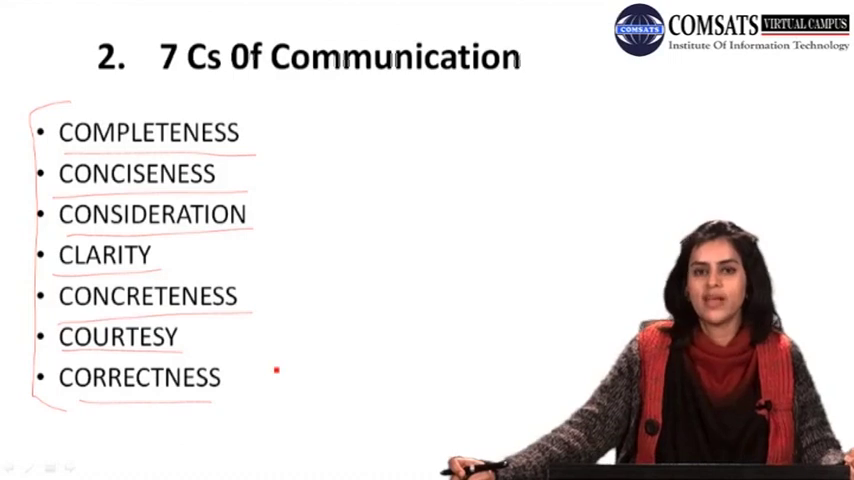 COMSATS VIRTUAL CAMPUS
COMSATS
Institute Of Information Technology
2. 7 Cs 0f Communication
• COMPLETENESS
• CONCISENESS
• CONSIDERATION
• CLARITY
• CONCRETENESS
• COURTESY
• CORRECTNESS